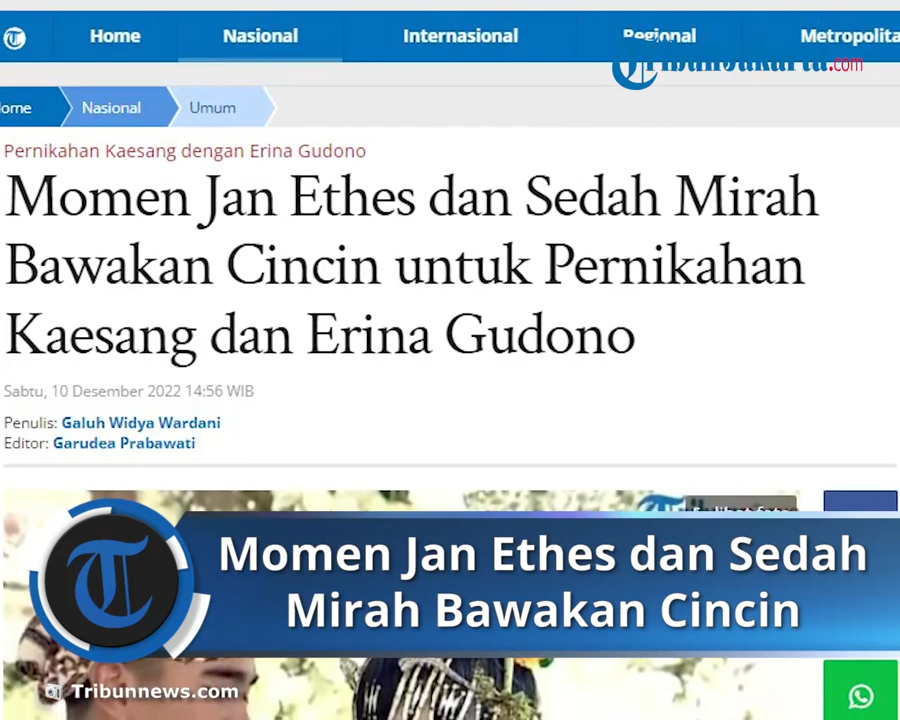 Home Nasional Internasional Regional Metropolita
TribunJakarta.com
ome Nasional Umum
Pernikahan Kaesang dengan Erina Gudono
Momen Jan Ethes dan Sedah Mirah
Bawakan Cincin untuk Pernikahan
Kaesang dan Erina Gudono
Sabtu, 10 Desember 2022 14:56 WIB
Penulis: Galuh Widya Wardani
Editor: Garudea Prabawati
Momen Jan Ethes dan Sedah
Mirah Bawakan Cincin
Tribunnews.com